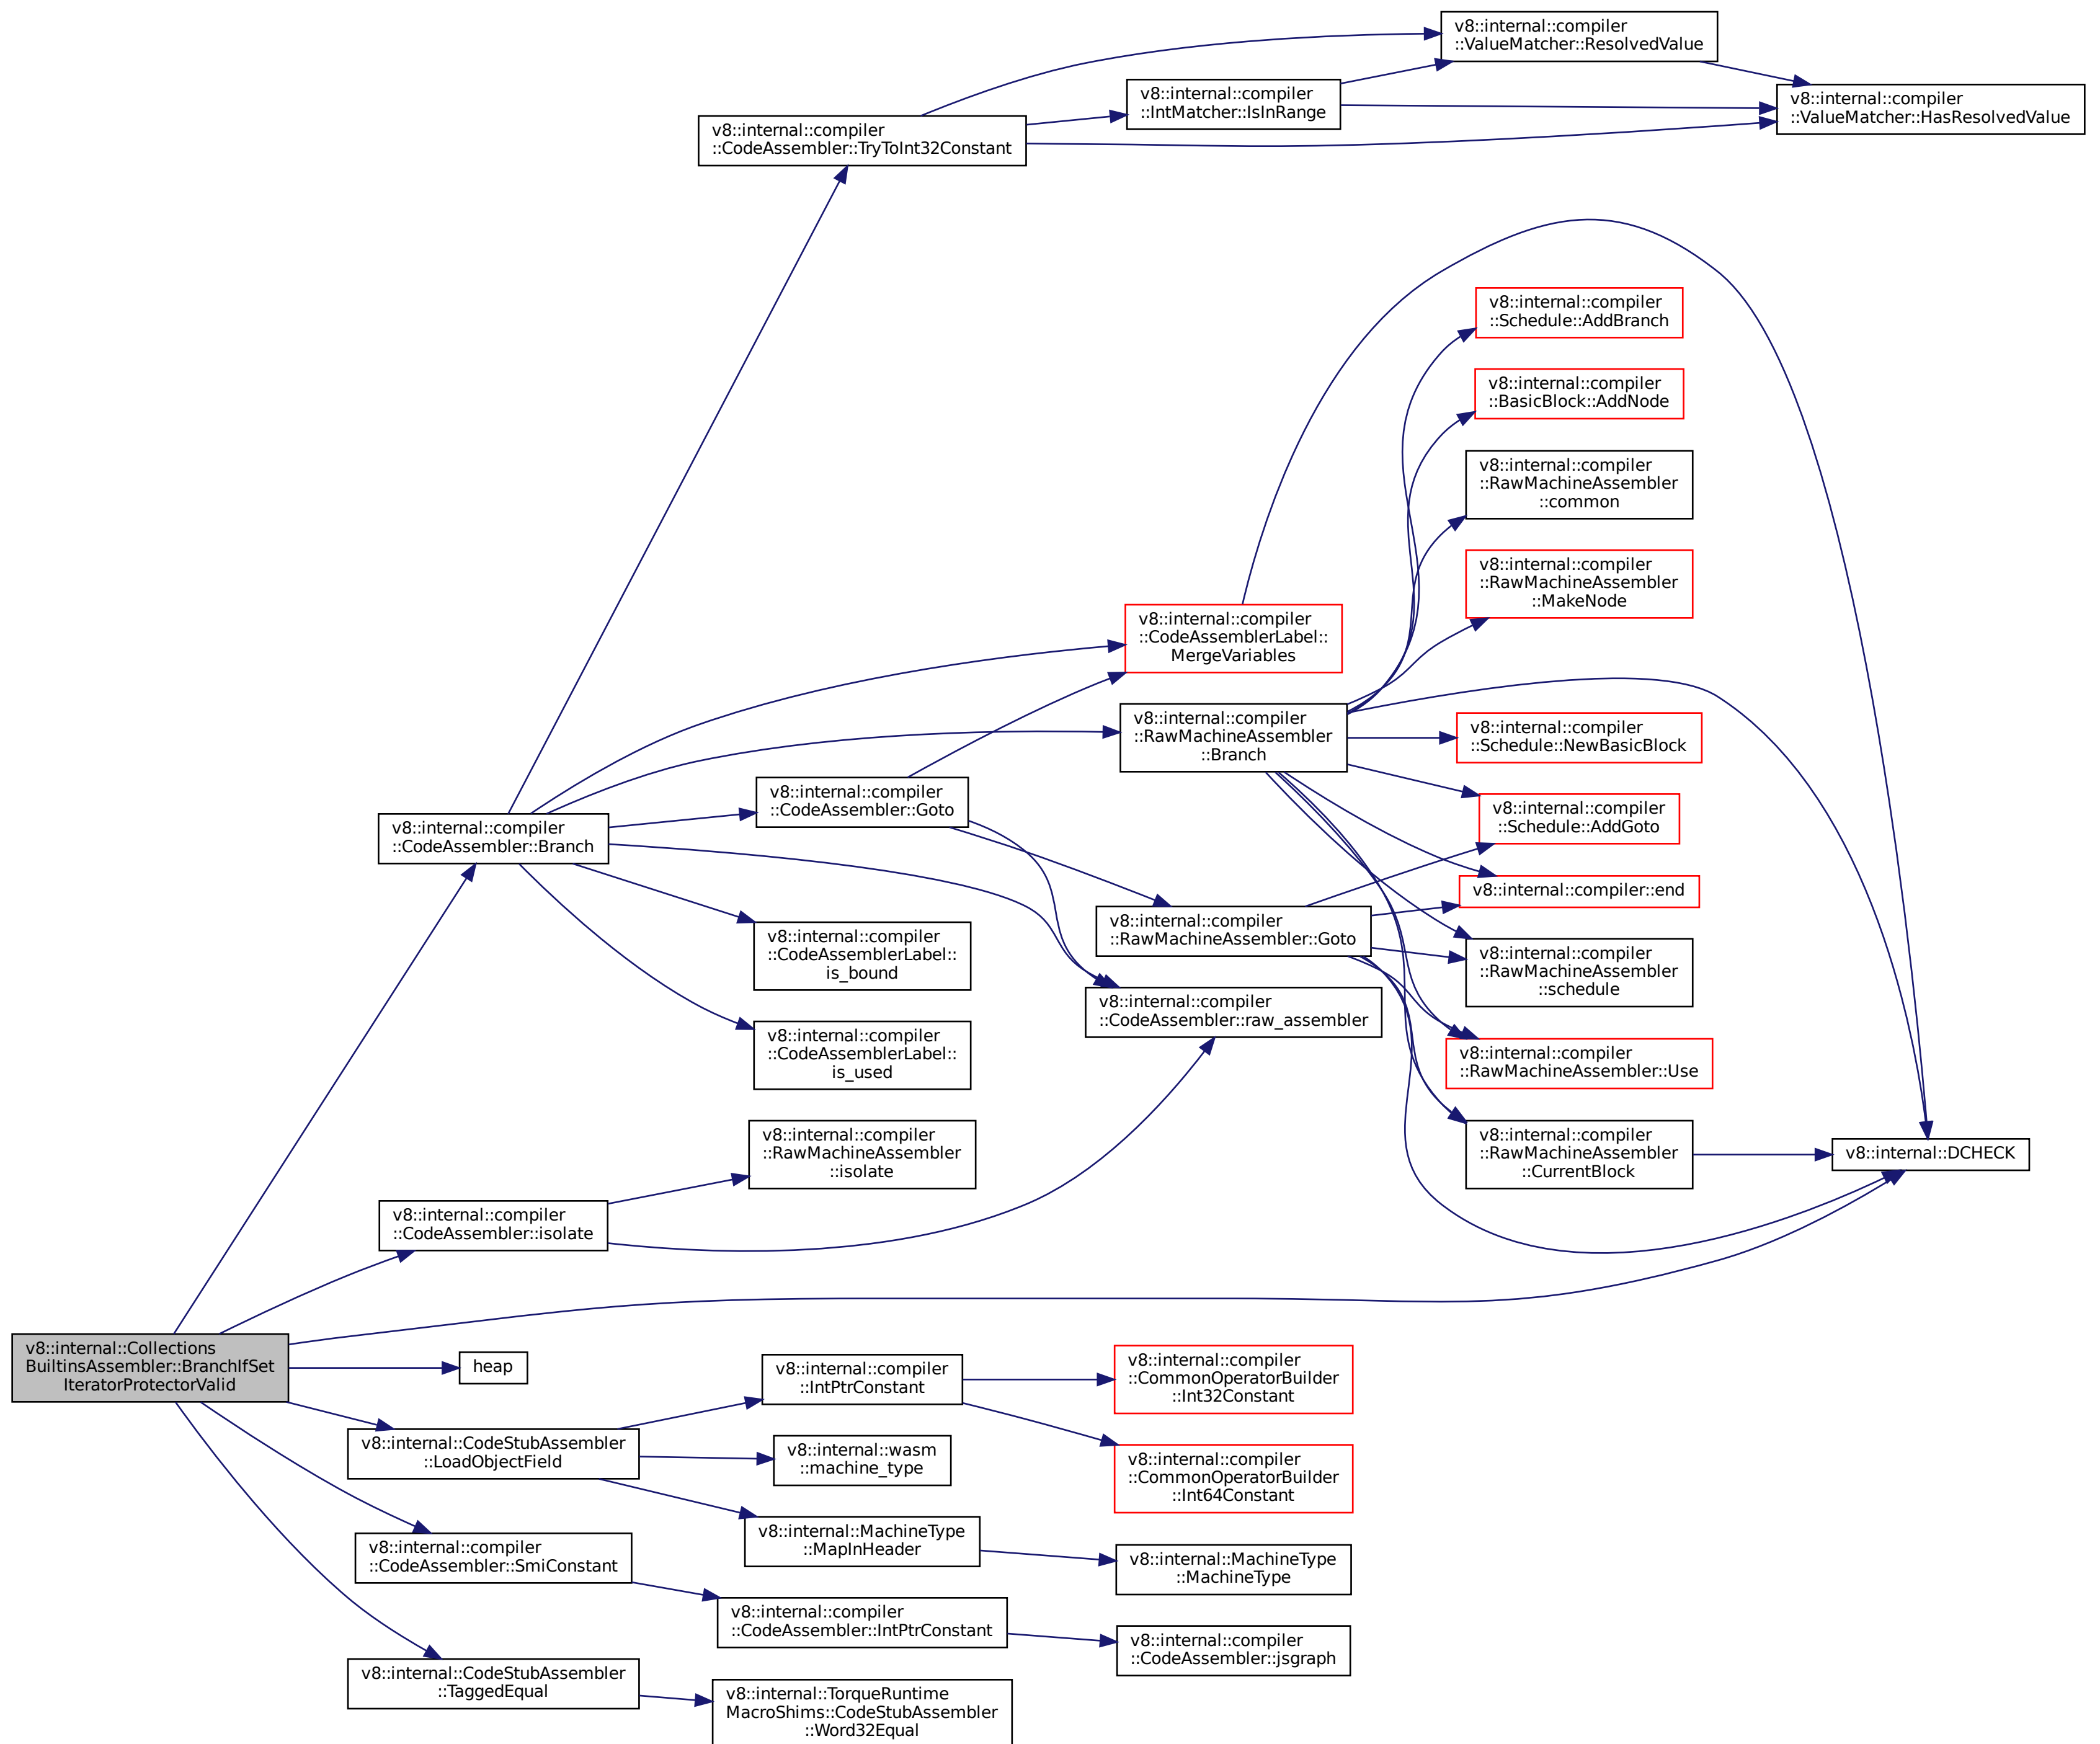 v8::internal::compiler
::ValueMatcher::ResolvedValue
v8::internal::compiler
::IntMatcher::IsInRange
v8::internal::compiler
::ValueMatcher::HasResolvedValue
v8::internal::compiler
::CodeAssembler::TryToInt32Constant
v8::internal::compiler
::Schedule::AddBranch
v8::internal::compiler
::BasicBlock::AddNode
v8::internal::compiler
::RawMachineAssembler
::common
v8::internal::compiler
::RawMachineAssembler
::MakeNode
v8::internal::compiler
::CodeAssemblerLabel::
MergeVariables
v8::internal::compiler
::RawMachineAssembler
::Branch
v8::internal::compiler
::Schedule::NewBasicBlock
v8::internal::compiler
::CodeAssembler::Goto
v8::internal::compiler
::Schedule::AddGoto
v8::internal::compiler
::CodeAssembler::Branch
v8::internal::compiler::end
v8::internal::compiler
::RawMachineAssembler::Goto
v8::internal::compiler
::CodeAssemblerLabel::
is_bound
v8::internal::compiler
::RawMachineAssembler
::schedule
v8::internal::compiler
::CodeAssembler::raw_assembler
v8::internal::compiler
::CodeAssemblerLabel::
is_used
v8::internal::compiler
::RawMachineAssembler::Use
v8::internal::compiler
::RawMachineAssembler
::isolate
v8::internal::compiler
::RawMachineAssembler
::CurrentBlock
v8::internal::DCHECK
v8::internal::compiler
::CodeAssembler::isolate
v8::internal::Collections
BuiltinsAssembler::BranchIfSet
IteratorProtectorValid
heap
v8::internal::compiler
::IntPtrConstant
v8::internal::compiler
::CommonOperatorBuilder
::Int32Constant
v8::internal::CodeStubAssembler
::LoadObjectField
v8::internal::wasm
::machine_type
v8::internal::compiler
::CommonOperatorBuilder
::Int64Constant
v8::internal::MachineType
::MapInHeader
v8::internal::compiler
::CodeAssembler::SmiConstant
v8::internal::MachineType
::MachineType
v8::internal::compiler
::CodeAssembler::IntPtrConstant
v8::internal::compiler
::CodeAssembler::jsgraph
v8::internal::CodeStubAssembler
::TaggedEqual
v8::internal::TorqueRuntime
MacroShims::CodeStubAssembler
::Word32Equal